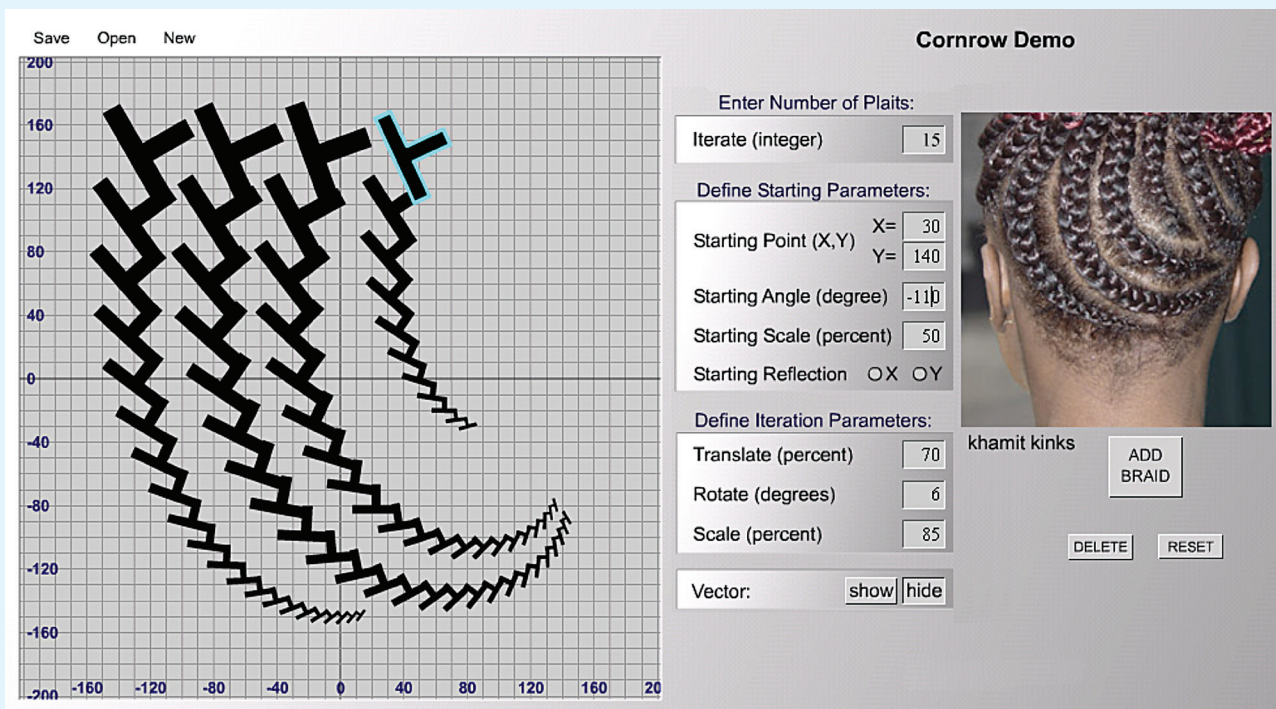 Save Open New
Cornrow Demo
200
160
120
80
40
0
-40
-80
-120
-160
-200
-160 -120 -80 -40 0 40 80 120 160 20
Enter Number of Plaits:
Iterate (integer) 15
Define Starting Parameters:
Starting Point (X,Y) X= 30
Y= 140
Starting Angle (degree) -110
Starting Scale (percent) 50
Starting Reflection X Y
Define Iteration Parameters:
Translate (percent) 70
Rotate (degrees) 6
Scale (percent) 85
Vector: show hide
khamit kinks
ADD
BRAID
DELETE RESET